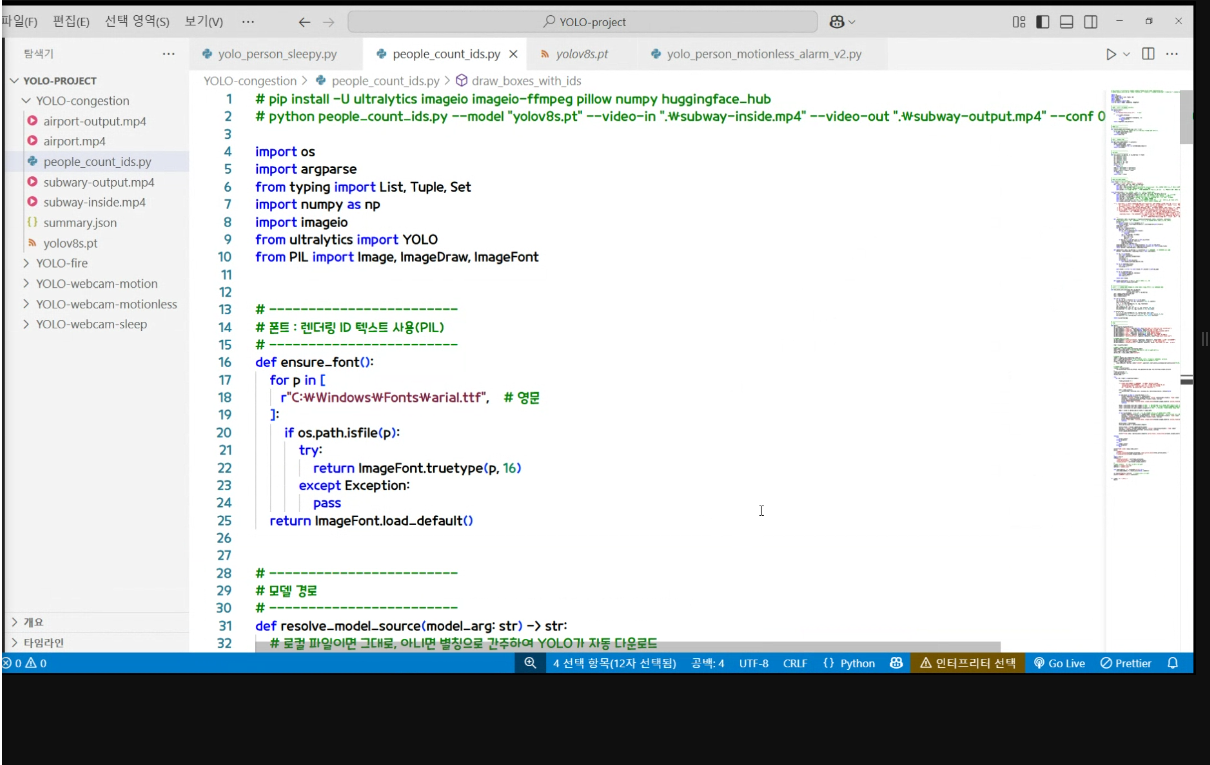 파일(F) 편집(E) 선택 영역(S) 보기(V) ··· YOLO-project
탐색기 ···
yolo_person_sleepy.py people_count_ids.py yolov8s.pt yolo_person_motionless_alarm_v2.py
YOLO-PROJECT
YOLO-congestion
airport-output.mp4
airport.mp4
people_count_ids.py
subwary-output.mp4
subway-inside.mp4
summary.json
yolov8s.pt
YOLO-fire
YOLO-webcam-motion
YOLO-webcam-motionless
YOLO-webcam-sleep
개요
타임라인
YOLO-congestion > people_count_ids.py > draw_boxes_with_ids
1 # pip install -U ultralytics imageio imageio-ffmpeg pillow numpy huggingface_hub
2 # python people_count_ids.py --model "yolov8s.pt" --video-in ".₩subway-inside.mp4" --video-out ".₩subway-output.mp4" --conf 0
3
4 import os
5 import argparse
6 from typing import List, Tuple, Set
7 import numpy as np
8 import imageio
9 from ultralytics import YOLO
10 from PIL import Image, ImageDraw, ImageFont
11
12
13 # ------------------------
14 # 폰트 : 렌더링 ID 텍스트 사용(PIL)
15 # ------------------------
16 def ensure_font():
17 for p in [
18 r"C:₩Windows₩Fonts₩arial.ttf", # 영문
19 ]:
20 if os.path.isfile(p):
21 try:
22 return ImageFont.truetype(p, 16)
23 except Exception:
24 pass
25 return ImageFont.load_default()
26
27
28 # ------------------------
29 # 모델 경로
30 # ------------------------
31 def resolve_model_source(model_arg: str) -> str:
32 # 로컬 파일이면 그대로, 아니면 별칭으로 간주하여 YOLO가 자동 다운로드
0 0 4 선택 항목(12자 선택됨) 공백: 4 UTF-8 CRLF {} Python 인터프리터 선택 Go Live Prettier